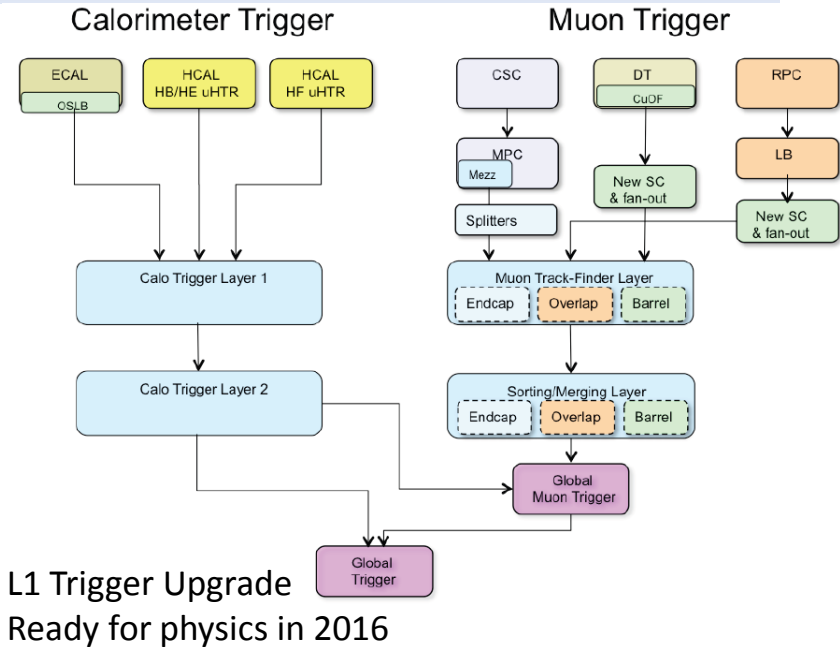 Calorimeter Trigger
Muon Trigger
ECAL
OSLB
HCAL
HB/HE uHTR
HCAL
HF uHTR
CSC
DT
CuOF
RPC
MPC
Mezz
LB
New SC
& fan-out
Splitters
New SC
& fan-out
Calo Trigger Layer 1
Muon Track-Finder Layer
Endcap
Overlap
Barrel
Calo Trigger Layer 2
Sorting/Merging Layer
Endcap
Overlap
Barrel
Global
Muon Trigger
Global
Trigger
L1 Trigger Upgrade
Ready for physics in 2016